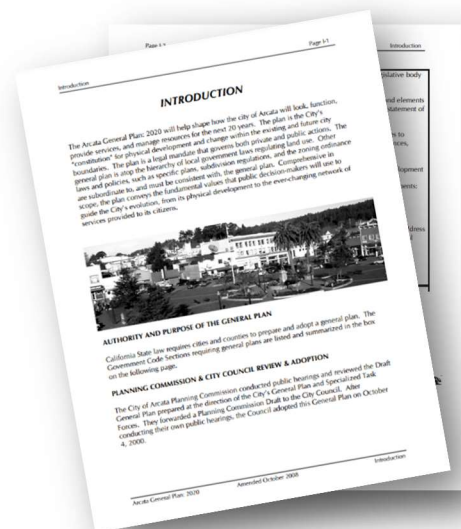 Introduction
Page I-1
INTRODUCTION
The Arcata General Plan: 2020 will help shape how the city of Arcata will look, function,
provide services, and manage resources for the next 20 years. The plan is the City's
"constitution" for physical development and change within the existing and future city
boundaries. The plan is a legal mandate that governs both private and public actions. The
general plan is atop the hierarchy of local government laws regulating land use. Other
laws and policies, such as specific plans, subdivision regulations, and the zoning ordinance
are subordinate to, and must be consistent with, the general plan. Comprehensive in
scope, the plan conveys the fundamental values that public decision-makers will use to
guide the City's evolution, from its physical development to the ever-changing network of
services provided to its citizens.
AUTHORITY AND PURPOSE OF THE GENERAL PLAN
California State law requires cities and counties to prepare and adopt a general plan. The
Government Code Sections requiring general plans are listed and summarized in the box
on the following page.
PLANNING COMMISSION & CITY COUNCIL REVIEW & ADOPTION
The City of Arcata Planning Commission conducted public hearings and reviewed the Draft
General Plan prepared at the direction of the City's General Plan and Specialized Task
Forces. They forwarded a Planning Commission Draft to the City Council. After
conducting their own public hearings, the Council adopted this General Plan on October
4, 2000.
Arcata General Plan: 2020
Amended October 2008
Introduction
Introduction
body
elements
statement of
to